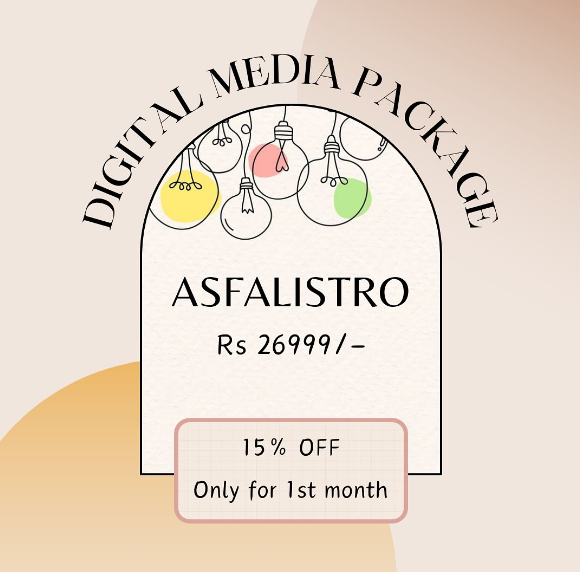 DIGITAL MEDIA PACKAGE
ASFALISTRO
Rs 26999/-
15% OFF
Only for 1st month